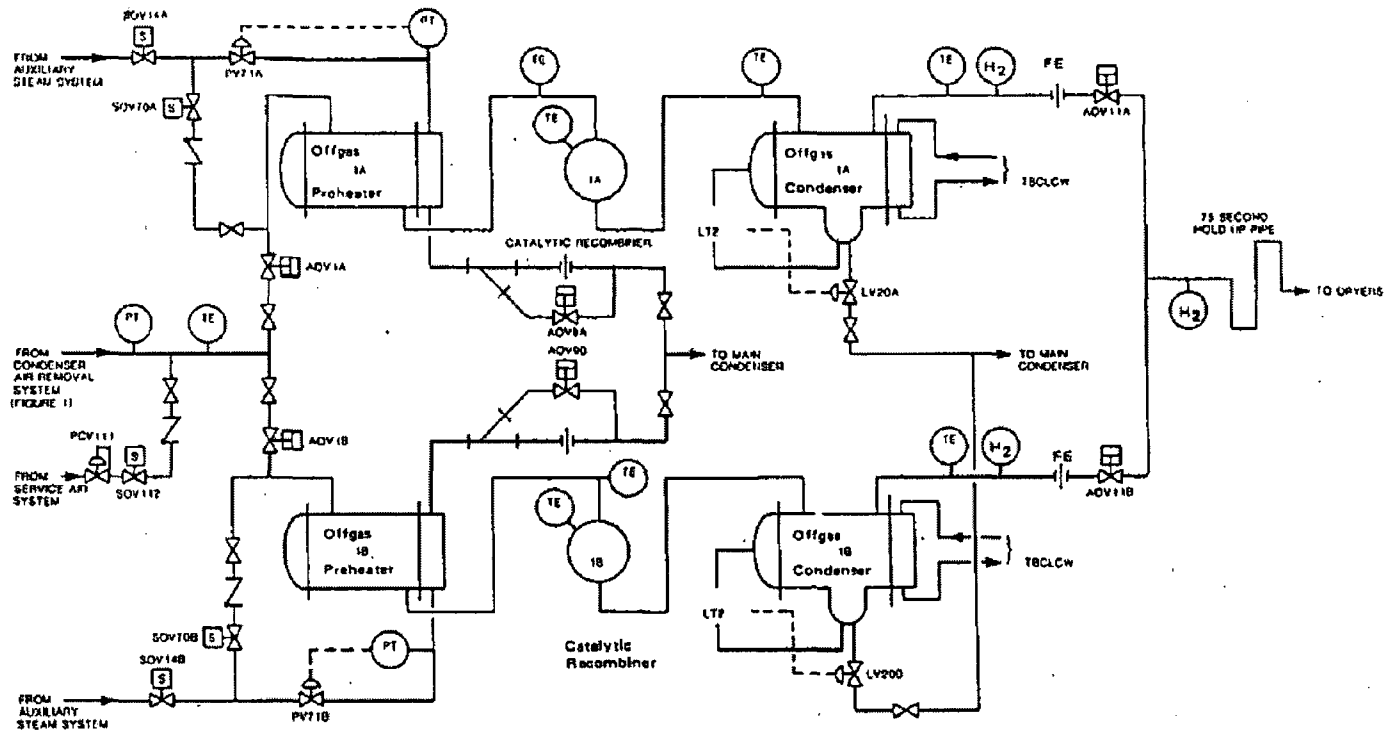 SOV14A
S
PT
FROM
AUXILIARY
STEAM SYSTEM
PV71A
SOV70A
S
TE
TE
TE
H2
FE
AOV11A
Offgas
1A
Preheater
1A
Offgas
1A
Condenser
TBCLCW
75 SECOND
HOLD UP PIPE
LT2
CATALYTIC RECOMBINER
AOV1A
LV20A
H2
TO DRYERS
PT
TE
AOV9A
AOV90
FROM
CONDENSER
AIR REMOVAL
SYSTEM
(FIGURE 1)
TO MAIN
CONDENSER
TO MAIN
CONDENSER
PCV111
S
AOV1B
TE
H2
FE
FROM
SERVICE AIR
SYSTEM
SOV112
TE
TE
AOV11B
Offgas
1B
Preheater
1B
Offgas
Condenser
TBCLCW
LT2
SOV70B
S
SOV14B
S
PT
Catalytic
Recombiner
LV20D
FROM
AUXILIARY
STEAM SYSTEM
PV71B